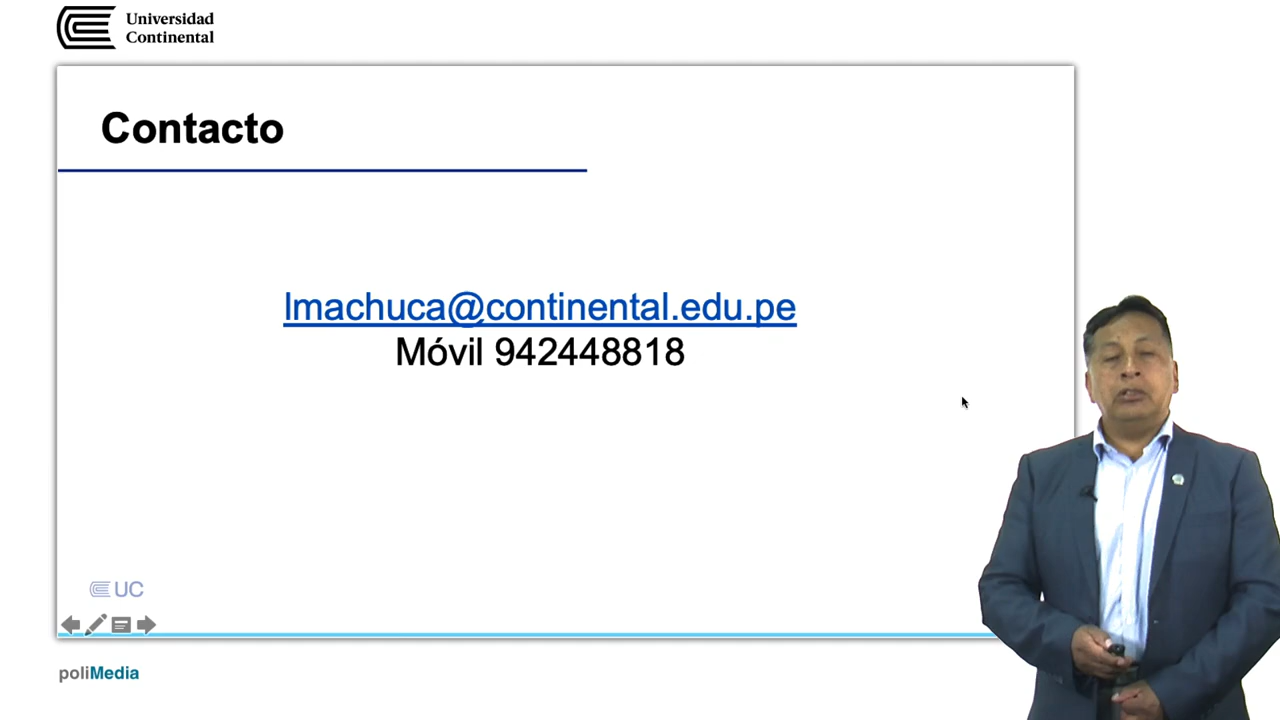 Universidad
Continental
Contacto
lmachuca@continental.edu.pe
Móvil 942448818
UC
poliMedia